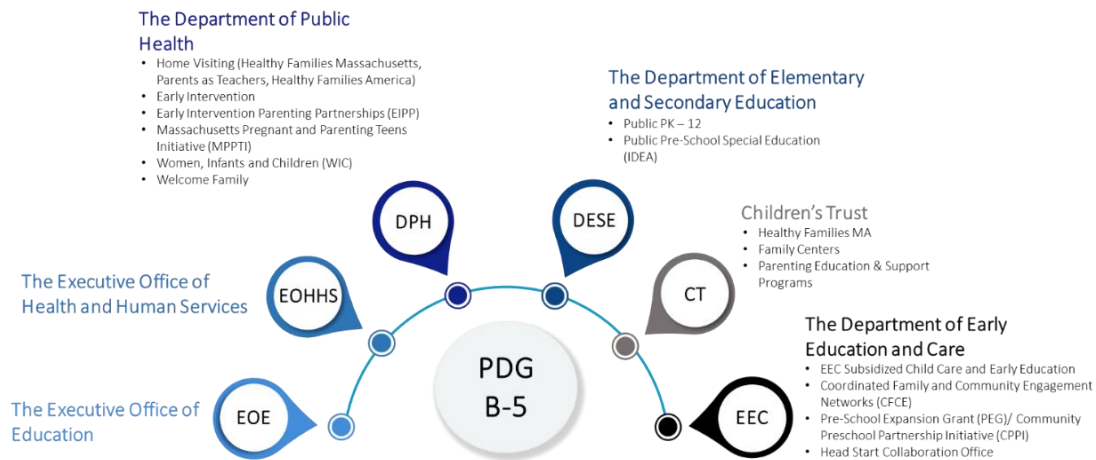 The Department of Public
Health
• Home Visiting (Healthy Families Massachusetts,
Parents as Teachers, Healthy Families America)
• Early Intervention
• Early Intervention Parenting Partnerships (EIPP)
• Massachusetts Pregnant and Parenting Teens
Initiative (MPPTI)
• Women, Infants and Children (WIC)
• Welcome Family
The Department of Elementary
and Secondary Education
• Public PK – 12
• Public Pre-School Special Education
(IDEA)
DPH
DESE
Children's Trust
• Healthy Families MA
• Family Centers
• Parenting Education & Support
Programs
The Executive Office of
Health and Human Services
EOHHS
CT
The Department of Early
Education and Care
• EEC Subsidized Child Care and Early Education
• Coordinated Family and Community Engagement
Networks (CFCE)
• Pre-School Expansion Grant (PEG)/ Community
Preschool Partnership Initiative (CPPI)
• Head Start Collaboration Office
PDG
B-5
The Executive Office of
Education
EOE
EEC